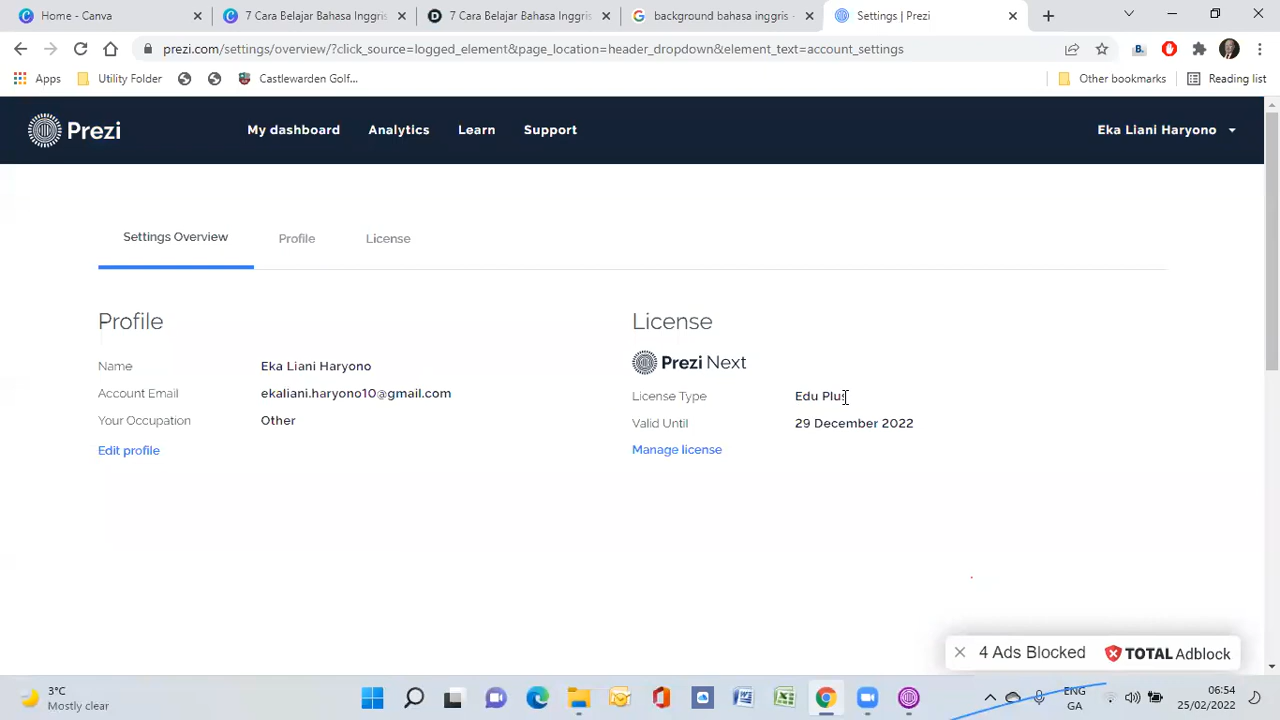 Home - Canva
7 Cara Belajar Bahasa Inggris
7 Cara Belajar Bahasa Inggris
background bahasa inggris -
Settings | Prezi
prezi.com/settings/overview/?click_source=logged_element&page_location=header_dropdown&element_text=account_settings
Apps
Utility Folder
Castlewarden Golf...
Other bookmarks
Reading list
Prezi
My dashboard
Analytics
Learn
Support
Eka Liani Haryono
Settings Overview
Profile
License
Profile
Name
Eka Liani Haryono
Account Email
ekaliani.haryono10@gmail.com
Your Occupation
Other
Edit profile
License
Prezi Next
License Type
Edu Plus
Valid Until
29 December 2022
Manage license
4 Ads Blocked
TOTAL Adblock
3°C
Mostly clear
ENG
GA
06:54
25/02/2022